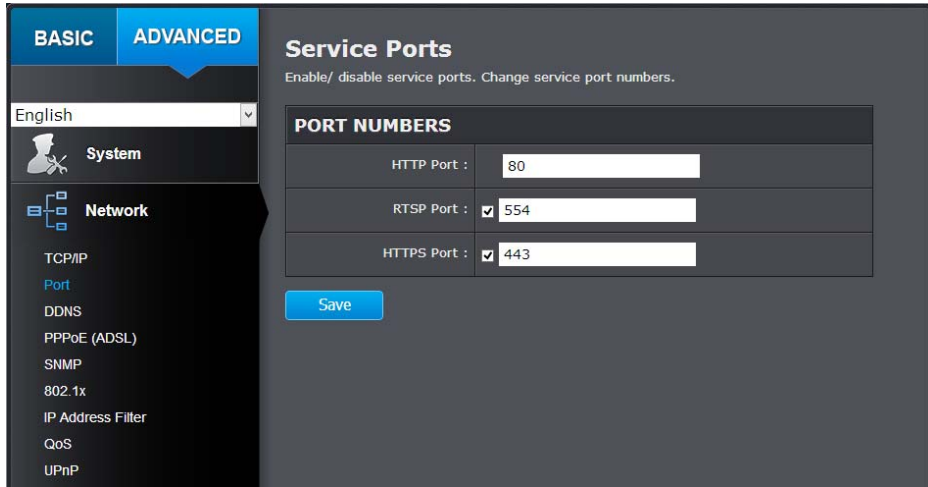 BASIC
ADVANCED
English
System
Network
TCP/IP
Port
DDNS
PPPoE (ADSL)
SNMP
802.1x
IP Address Filter
QoS
UPnP
Service Ports
Enable/ disable service ports. Change service port numbers.
PORT NUMBERS
HTTP Port : 80
RTSP Port : 554
HTTPS Port : 443
Save